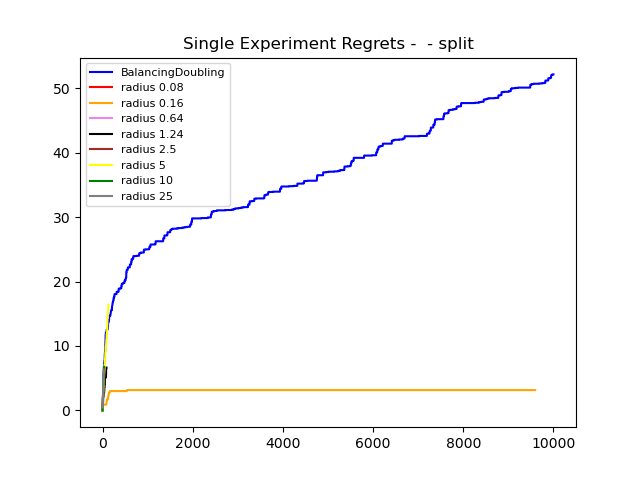 Single Experiment Regrets -  - split
BalancingDoubling
radius 0.08
radius 0.16
radius 0.64
radius 1.24
radius 2.5
radius 5
radius 10
radius 25
50
40
30
20
10
0
0 2000 4000 6000 8000 10000